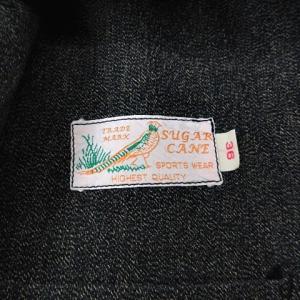 TRADE
MARK
SUGAR
CANE
SPORTS WEAR
HIGHEST QUALITY
36